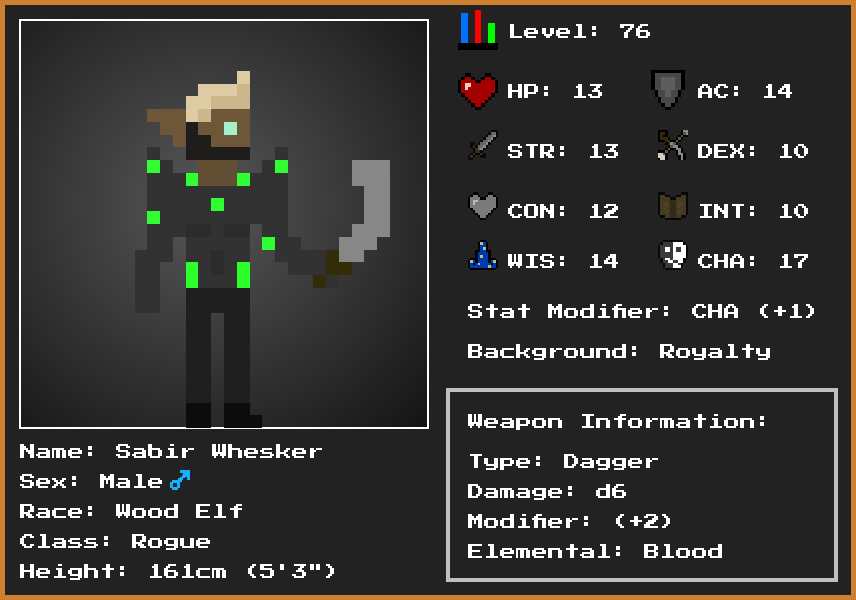 Level: 76
HP: 13
AC: 14
STR: 13
DEX: 10
CON: 12
INT: 10
WIS: 14
CHA: 17
Stat Modifier: CHA (+1)
Background: Royalty
Weapon Information:
Type: Dagger
Damage: d6
Modifier: (+2)
Elemental: Blood
Name: Sabir Whesker
Sex: Male♂
Race: Wood Elf
Class: Rogue
Height: 161cm (5'3")